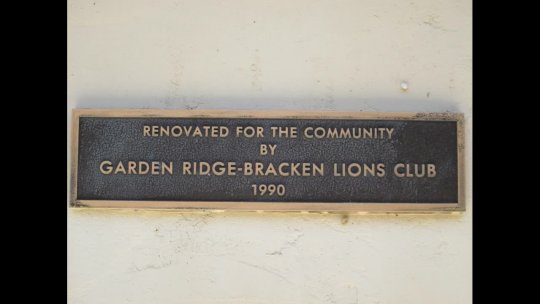 RENOVATED FOR THE COMMUNITY
BY
GARDEN RIDGE-BRACKEN LIONS CLUB
1990